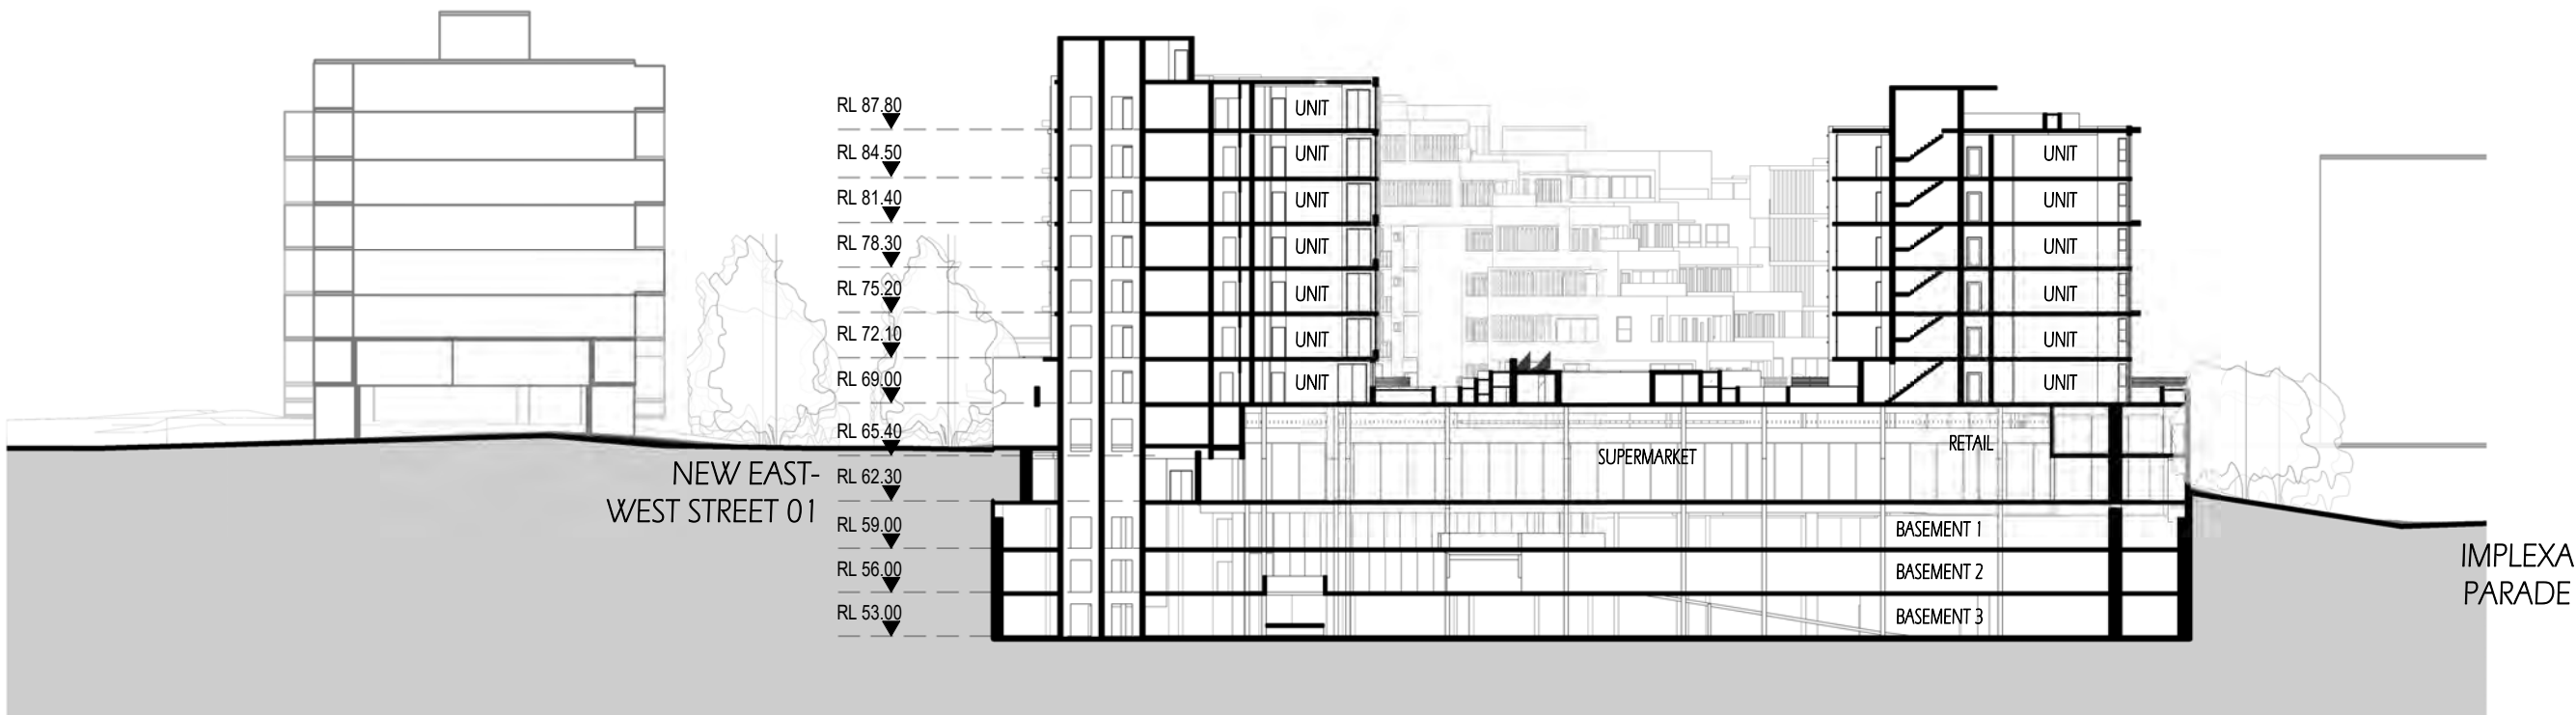 RL 87.80
UNIT
RL 84.50
UNIT
UNIT
RL 81.40
UNIT
UNIT
RL 78.30
UNIT
UNIT
RL 75.20
UNIT
UNIT
RL 72.10
UNIT
UNIT
RL 69.00
UNIT
UNIT
RL 65.40
RETAIL
SUPERMARKET
NEW EAST-
WEST STREET 01
RL 62.30
RL 59.00
BASEMENT 1
RL 56.00
BASEMENT 2
RL 53.00
BASEMENT 3
IMPLEXA
PARADE